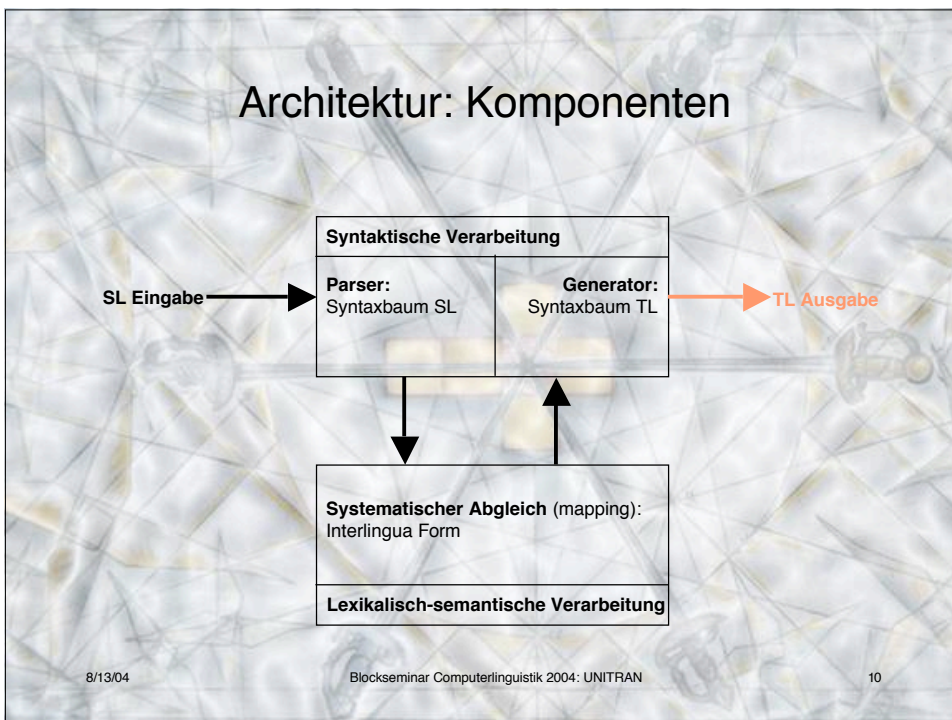 Architektur: Komponenten
Syntaktische Verarbeitung
SL Eingabe
Parser:
Syntaxbaum SL
Generator:
Syntaxbaum TL
TL Ausgabe
Systematischer Abgleich (mapping):
Interlingua Form
Lexikalisch-semantische Verarbeitung
8/13/04
Blockseminar Computerlinguistik 2004: UNITRAN
10